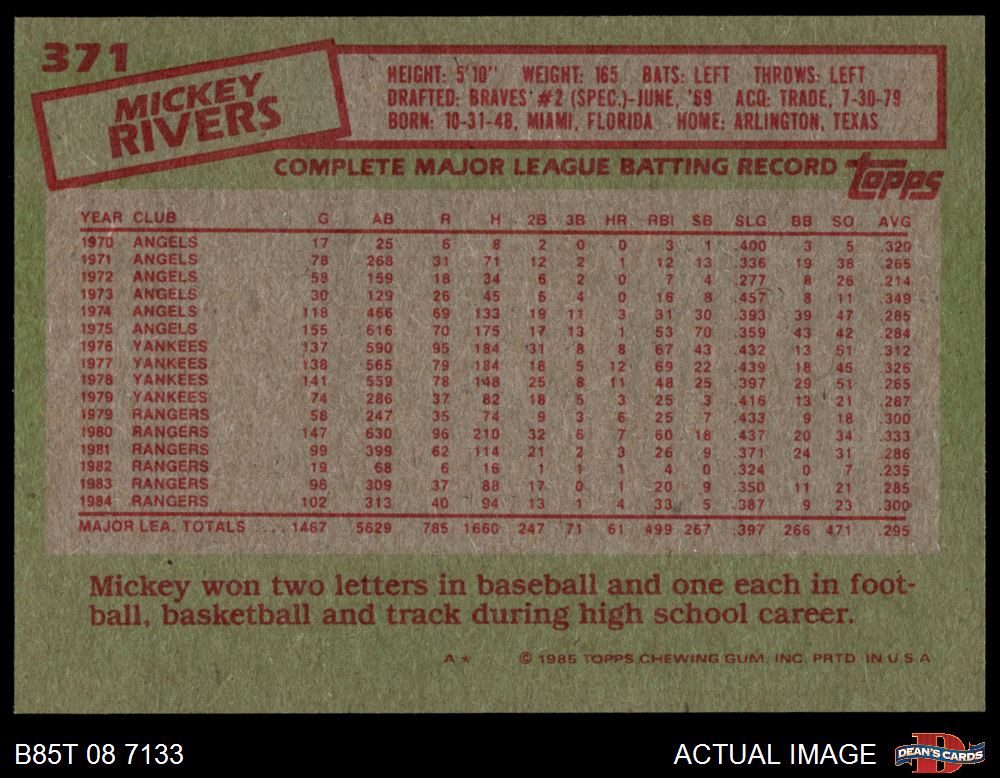 371
MICKEY
RIVERS
HEIGHT: 5'10" WEIGHT: 165 BATS: LEFT THROWS: LEFT
DRAFTED: BRAVES #2 (SPEC.)-JUNE, '69 ACQ: TRADE, 7-30-79
BORN: 10-31-48, MIAMI, FLORIDA HOME: ARLINGTON, TEXAS
COMPLETE MAJOR LEAGUE BATTING RECORD topps
YEAR CLUB G AB R H 2B 3B HR RBI SB SLG BB SO AVG
1970 ANGELS 17 25 6 8 2 0 0 3 1 .400 3 5 .320
1971 ANGELS 78 268 31 71 12 2 1 12 13 .336 19 38 .265
1972 ANGELS 58 159 18 34 6 2 0 7 4 .277 8 26 .214
1973 ANGELS 30 129 26 45 6 4 0 16 8 .457 8 11 .349
1974 ANGELS 118 466 69 133 19 11 3 31 30 .393 39 47 .285
1975 ANGELS 155 616 70 175 17 13 1 53 70 .359 43 42 .284
1976 YANKEES 137 590 95 184 31 8 8 67 43 .432 13 51 .312
1977 YANKEES 138 565 79 184 18 5 12 69 22 .439 18 45 .326
1978 YANKEES 141 559 78 148 25 8 11 48 25 .397 29 51 .265
1979 YANKEES 74 286 37 82 18 5 3 25 3 .416 13 21 .287
1979 RANGERS 58 247 35 74 9 3 6 25 7 .433 9 18 .300
1980 RANGERS 147 630 96 210 32 6 7 60 18 .437 20 34 .333
1981 RANGERS 99 399 62 114 21 2 3 26 9 .371 24 31 .286
1982 RANGERS 19 68 6 16 1 1 1 4 0 .324 0 7 .235
1983 RANGERS 96 309 37 88 17 0 1 20 9 .350 11 21 .285
1984 RANGERS 102 313 40 94 13 1 4 33 5 .387 9 23 .300
MAJOR LEA. TOTALS .... 1467 5629 785 1660 247 71 61 499 267 .397 266 471 .295
Mickey won two letters in baseball and one each in foot-
ball, basketball and track during high school career.
A* © 1985 TOPPS CHEWING GUM, INC. PRTD. IN U.S.A.
B85T 08 7133 ACTUAL IMAGE DEAN'S CARDS